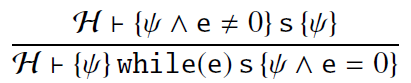 ℋ ⊢ {ψ ∧ e ≠ 0} s {ψ}
ℋ ⊢ {ψ} while(e) s {ψ ∧ e = 0}